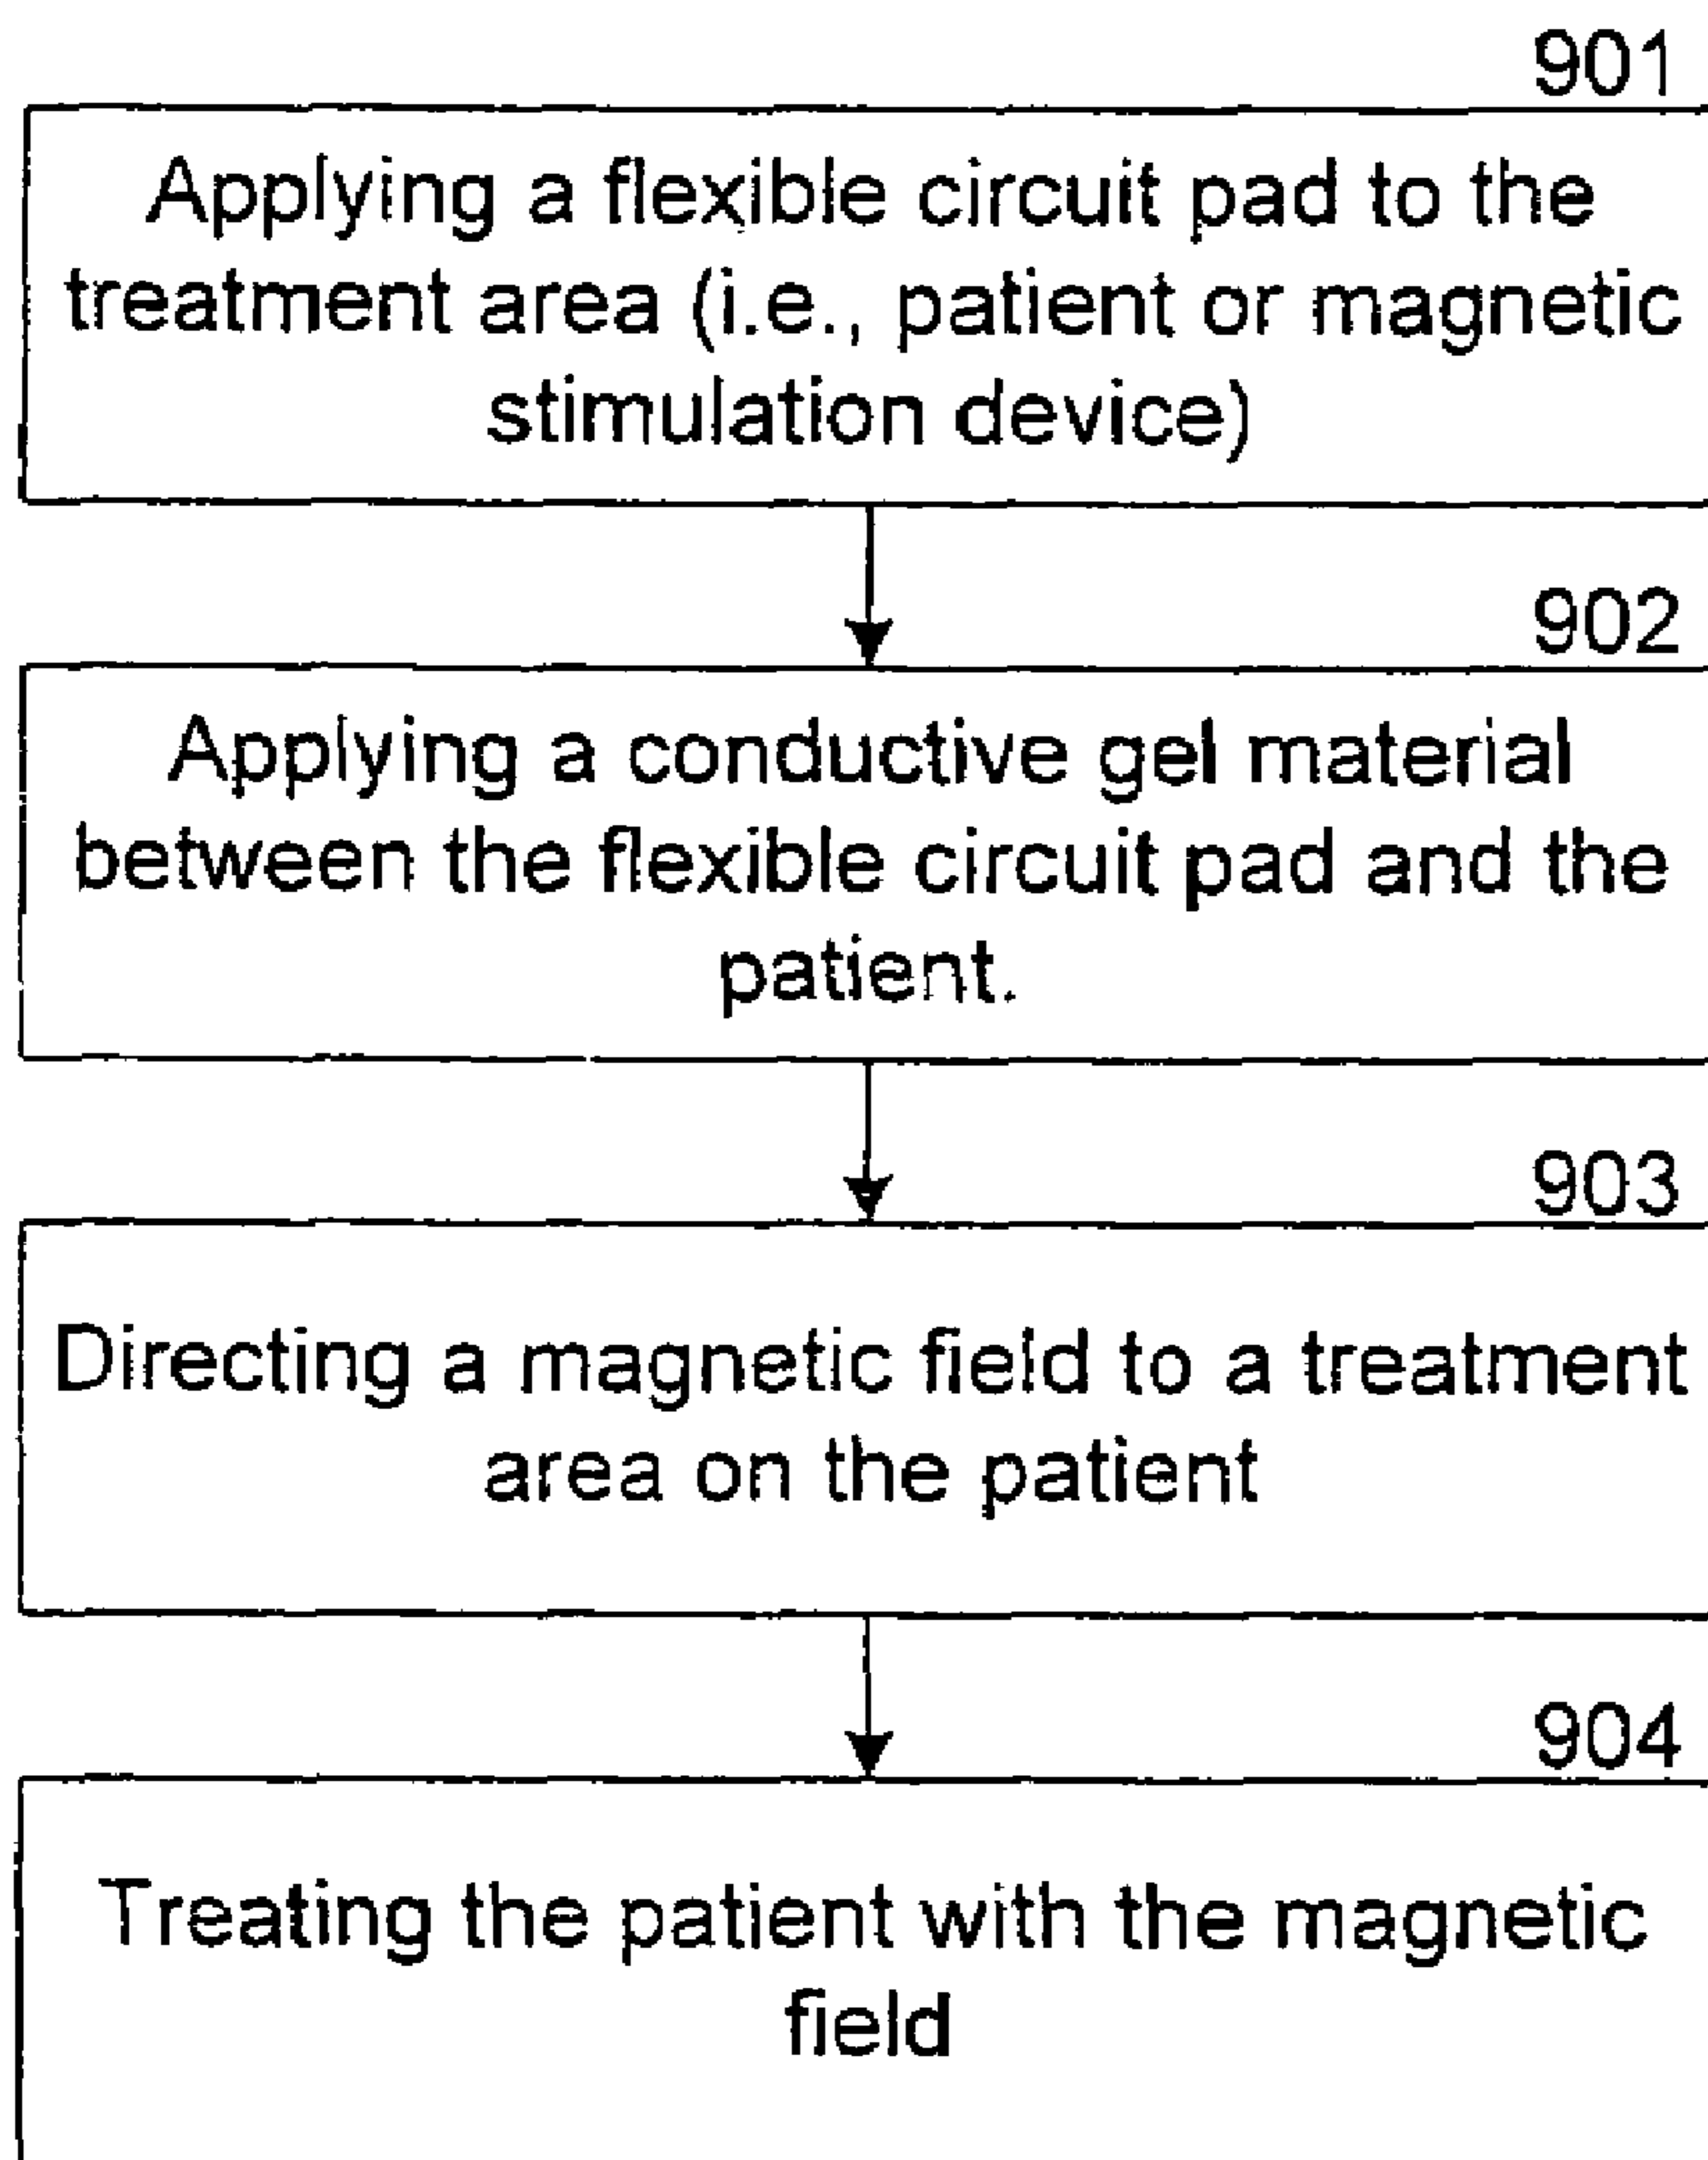 901
Applying a flexible circuit pad to the
treatment area (i.e., patient or magnetic
stimulation device)
902
Applying a conductive gel material
between the flexible circuit pad and the
patient.
903
Directing a magnetic field to a treatment
area on the patient
904
Treating the patient with the magnetic
field